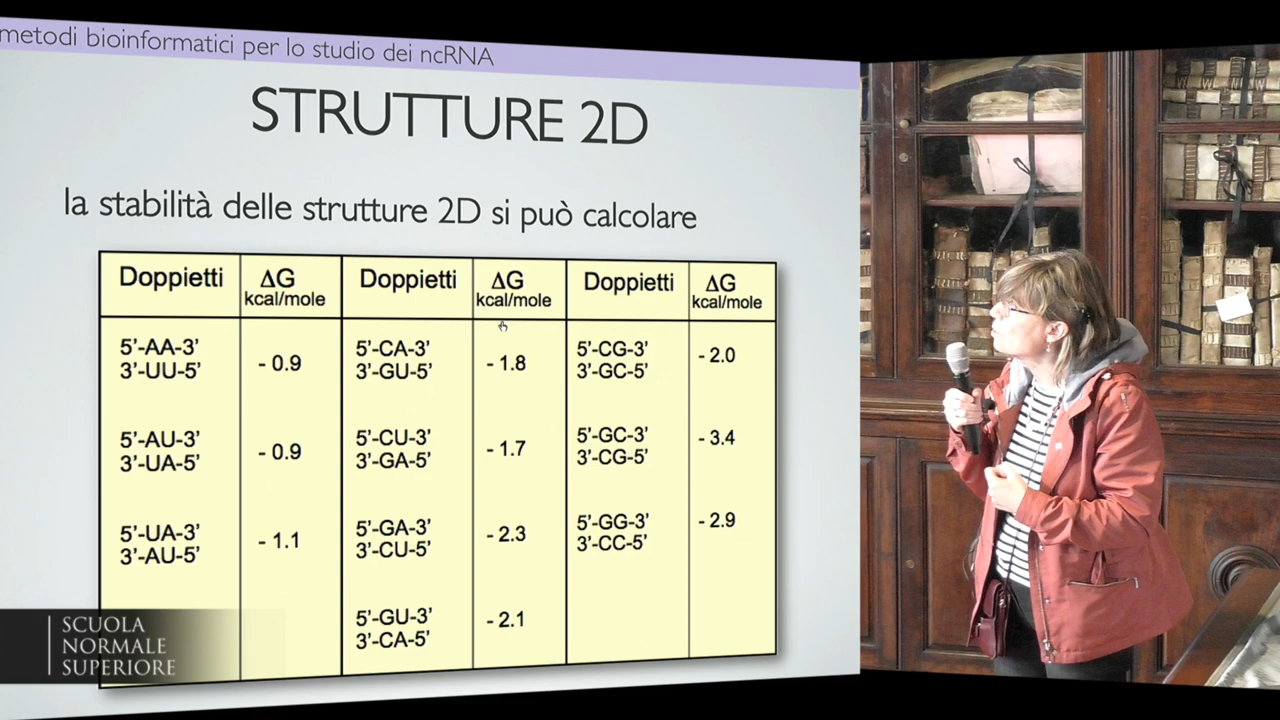 metodi bioinformatici per lo studio dei ncRNA
STRUTTURE 2D
la stabilità delle strutture 2D si può calcolare
Doppietti ΔG kcal/mole Doppietti ΔG kcal/mole Doppietti ΔG kcal/mole
5'-AA-3'
3'-UU-5'
- 0.9
5'-CA-3'
3'-GU-5'
- 1.8
5'-CG-3'
3'-GC-5'
- 2.0
5'-AU-3'
3'-UA-5'
- 0.9
5'-CU-3'
3'-GA-5'
- 1.7
5'-GC-3'
3'-CG-5'
- 3.4
5'-UA-3'
3'-AU-5'
- 1.1
5'-GA-3'
3'-CU-5'
- 2.3
5'-GG-3'
3'-CC-5'
- 2.9
5'-GU-3'
3'-CA-5'
- 2.1
SCUOLA
NORMALE
SUPERIORE